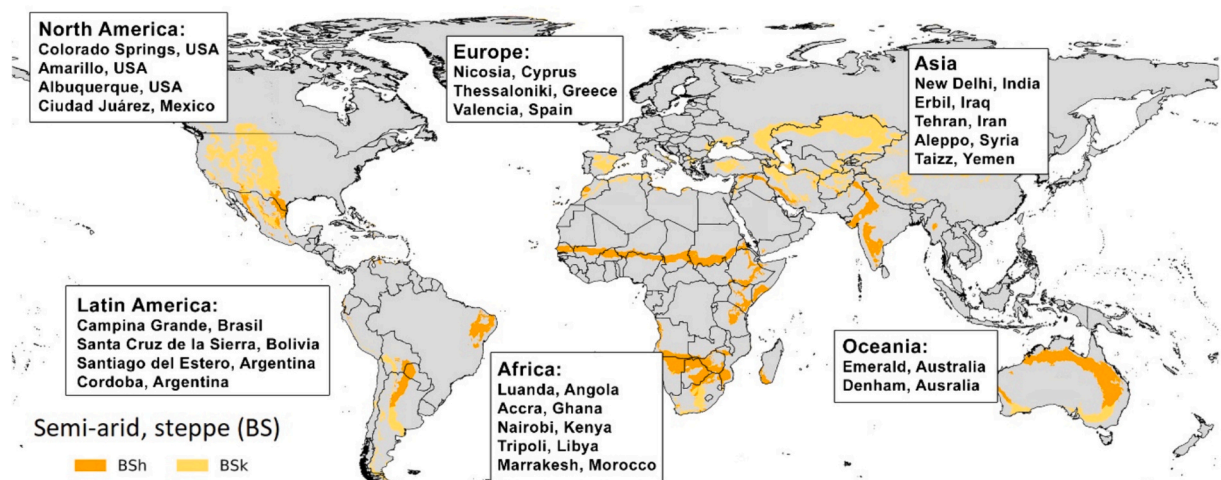 North America:
Colorado Springs, USA
Amarillo, USA
Albuquerque, USA
Ciudad Juárez, Mexico
Europe:
Nicosia, Cyprus
Thessaloniki, Greece
Valencia, Spain
Asia
New Delhi, India
Erbil, Iraq
Tehran, Iran
Aleppo, Syria
Taizz, Yemen
Latin America:
Campina Grande, Brasil
Santa Cruz de la Sierra, Bolivia
Santiago del Estero, Argentina
Cordoba, Argentina
Africa:
Luanda, Angola
Accra, Ghana
Nairobi, Kenya
Tripoli, Libya
Marrakesh, Morocco
Oceania:
Emerald, Australia
Denham, Ausralia
Semi-arid, steppe (BS)
BSh BSk